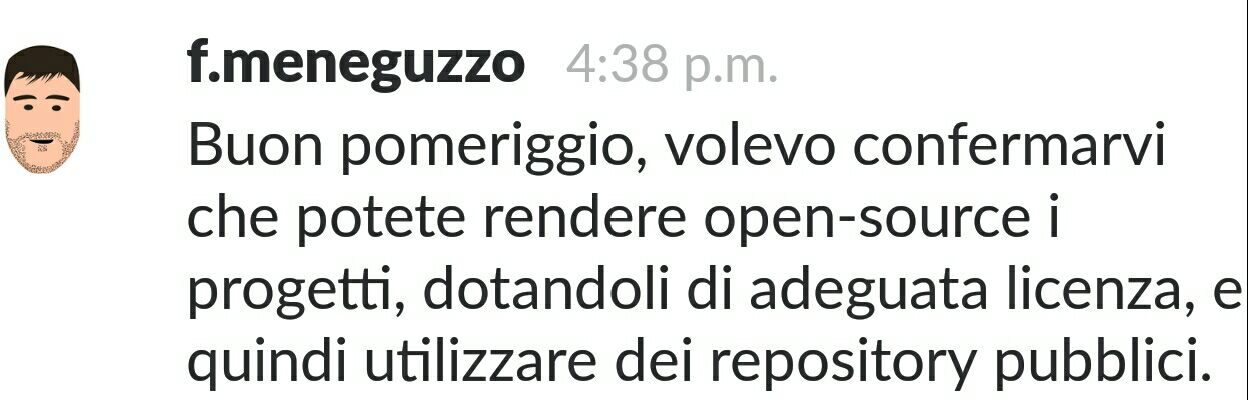 f.meneguzzo 4:38 p.m.
Buon pomeriggio, volevo confermarvi
che potete rendere open-source i
progetti, dotandoli di adeguata licenza, e
quindi utilizzare dei repository pubblici.